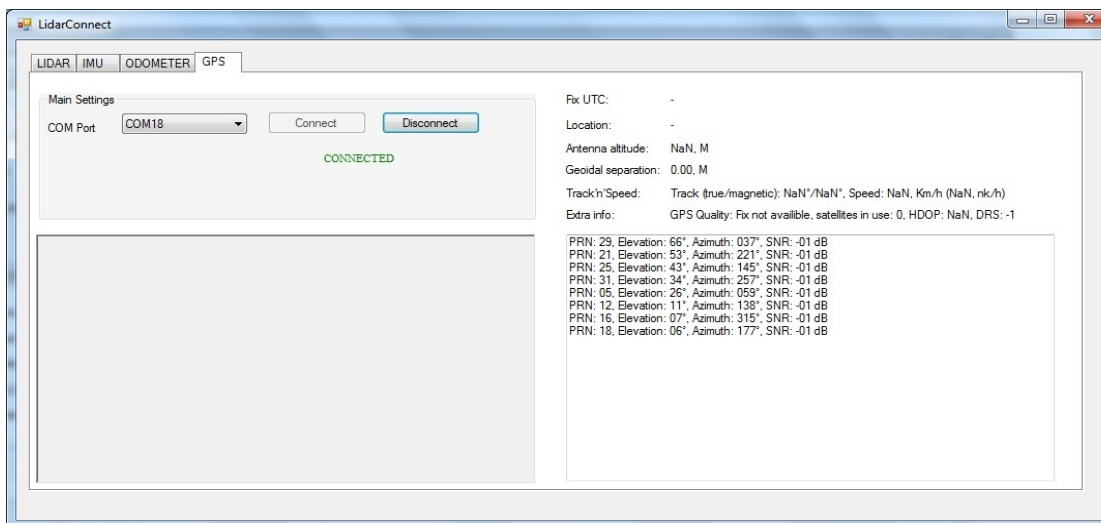 LidarConnect
LIDAR IMU ODOMETER GPS
Main Settings
COM Port COM18 Connect Disconnect
CONNECTED
Fix UTC: -
Location: -
Antenna altitude: NaN, M
Geoidal separation: 0.00, M
Track'n'Speed: Track (true/magnetic): NaN°/NaN°, Speed: NaN, Km/h (NaN, nk/h)
Extra info: GPS Quality: Fix not availible, satellites in use: 0, HDOP: NaN, DRS: -1
PRN: 29, Elevation: 66°, Azimuth: 037°, SNR: -01 dB
PRN: 21, Elevation: 53°, Azimuth: 221°, SNR: -01 dB
PRN: 25, Elevation: 43°, Azimuth: 145°, SNR: -01 dB
PRN: 31, Elevation: 34°, Azimuth: 257°, SNR: -01 dB
PRN: 05, Elevation: 26°, Azimuth: 059°, SNR: -01 dB
PRN: 12, Elevation: 11°, Azimuth: 138°, SNR: -01 dB
PRN: 16, Elevation: 07°, Azimuth: 315°, SNR: -01 dB
PRN: 18, Elevation: 06°, Azimuth: 177°, SNR: -01 dB